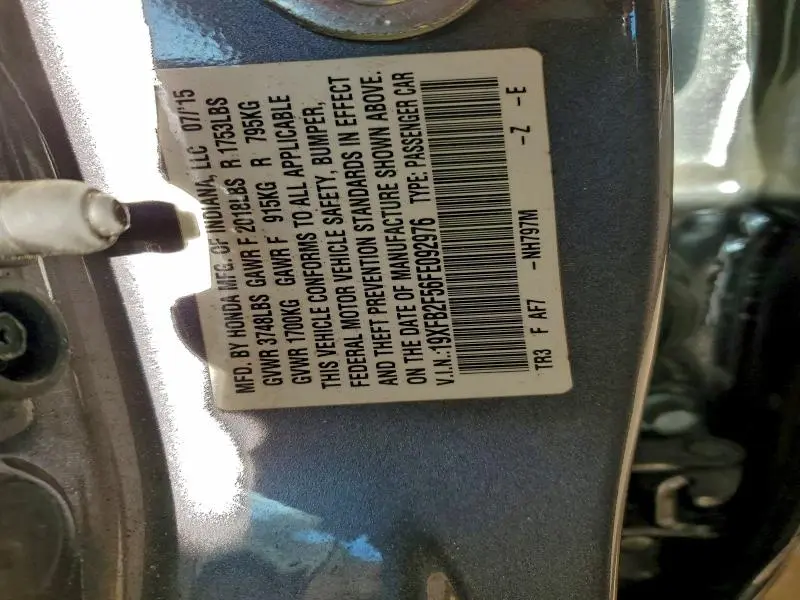 MFD. BY HONDA MFG. OF INDIANA, LLC 07/15
GVWR 3748LBS GAWR F 2018LBS R 1753LBS
GVWR 1700KG GAWR F 915KG R 795KG
THIS VEHICLE CONFORMS TO ALL APPLICABLE
FEDERAL MOTOR VEHICLE SAFETY, BUMPER,
AND THEFT PREVENTION STANDARDS IN EFFECT
ON THE DATE OF MANUFACTURE SHOWN ABOVE.
V.I.N.:19XFB2F56FE092976 TYPE: PASSENGER CAR
TR3 F AF7 -NH797M -Z -E